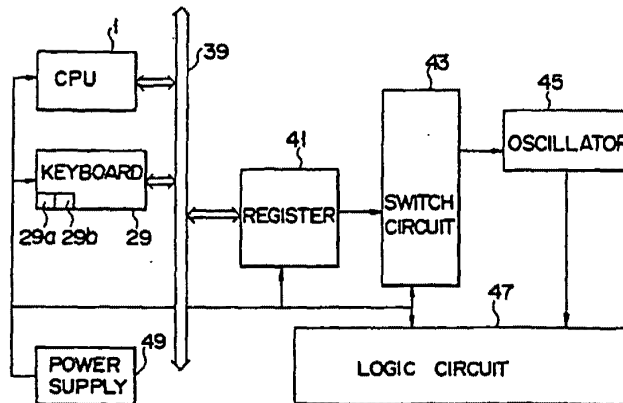 1
CPU
39
43
45
OSCILLATOR
KEYBOARD
41
REGISTER
SWITCH
CIRCUIT
29a 29b 29
47
POWER
SUPPLY
49
LOGIC CIRCUIT